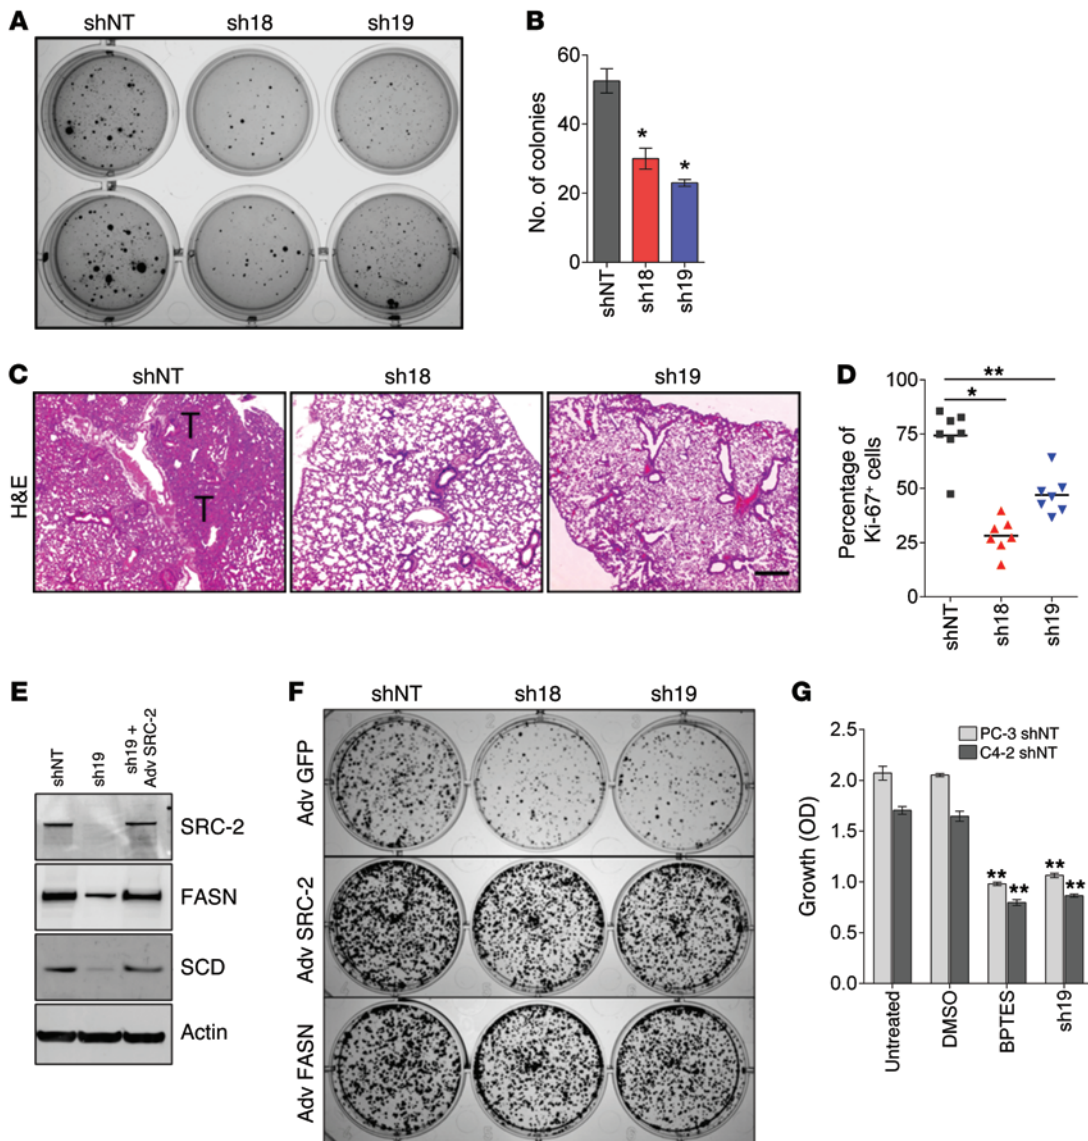 A
shNT sh18 sh19
B
No. of colonies
60
40
20
0
*
*
shNT sh18 sh19
C
shNT sh18 sh19
H&E
T
T
D
Percentage of
Ki-67+ cells
100
75
50
25
0
**
*
shNT sh18 sh19
E
shNT
sh19
sh19 +
Adv SRC-2
SRC-2
FASN
SCD
Actin
F
shNT sh18 sh19
Adv GFP
Adv SRC-2
Adv FASN
G
Growth (OD)
2.5
2.0
1.5
1.0
0.5
0.0
PC-3 shNT
C4-2 shNT
** ** ** **
Untreated
DMSO
BPTES
sh19